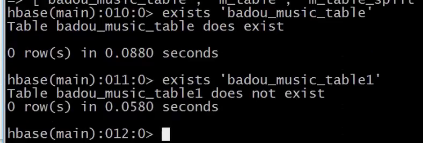 => ["badou_music_table", "m_table", "m_table_split
hbase(main):010:0> exists 'badou_music_table'
Table badou_music_table does exist
0 row(s) in 0.0880 seconds
hbase(main):011:0> exists 'badou_music_table1'
Table badou_music_table1 does not exist
0 row(s) in 0.0580 seconds
hbase(main):012:0>